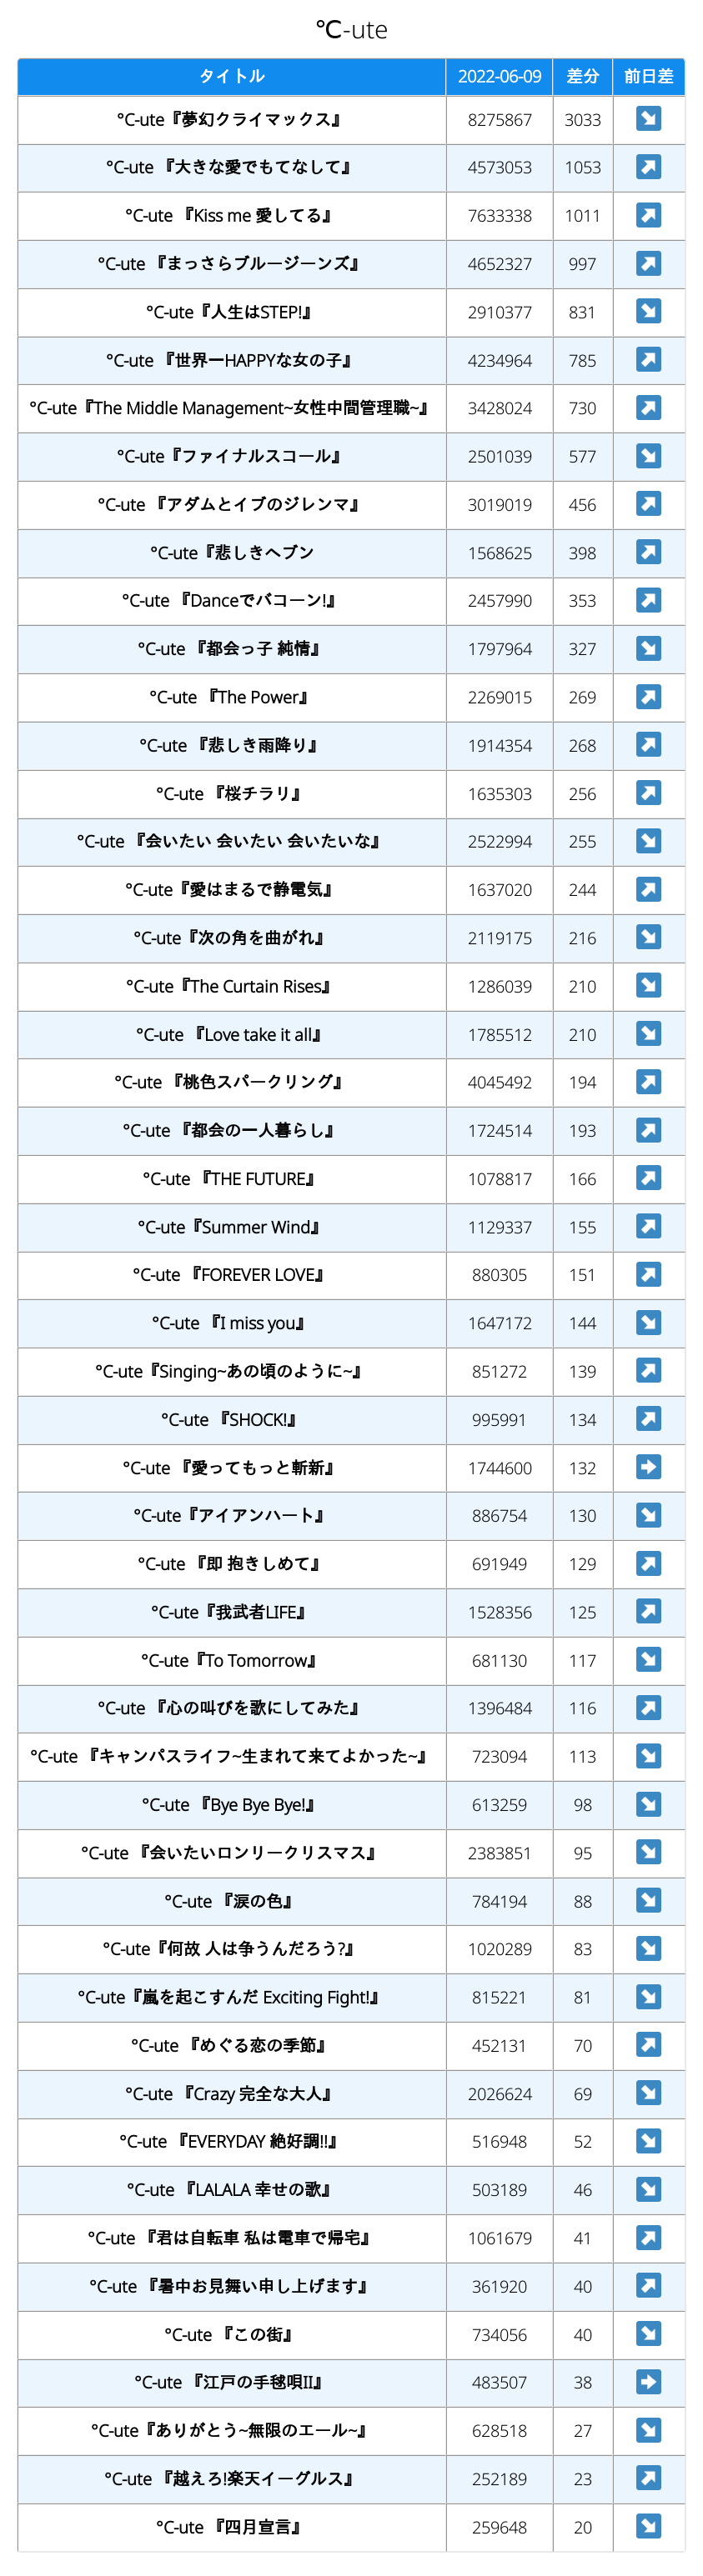 ℃-ute
タイトル 2022-06-09 差分 前日差
°C-ute『夢幻クライマックス』 8275867 3033 ↘
°C-ute 『大きな愛でもてなして』 4573053 1053 ↗
°C-ute 『Kiss me 愛してる』 7633338 1011 ↗
°C-ute 『まっさらブルージーンズ』 4652327 997 ↗
°C-ute『人生はSTEP!』 2910377 831 ↘
°C-ute 『世界一HAPPYな女の子』 4234964 785 ↗
°C-ute『The Middle Management~女性中間管理職~』 3428024 730 ↗
°C-ute『ファイナルスコール』 2501039 577 ↘
°C-ute 『アダムとイブのジレンマ』 3019019 456 ↗
°C-ute『悲しきヘブン 1568625 398 ↗
°C-ute 『Danceでバコーン!』 2457990 353 ↗
°C-ute 『都会っ子 純情』 1797964 327 ↘
°C-ute 『The Power』 2269015 269 ↗
°C-ute 『悲しき雨降り』 1914354 268 ↗
°C-ute 『桜チラリ』 1635303 256 ↗
°C-ute 『会いたい 会いたい 会いたいな』 2522994 255 ↘
°C-ute『愛はまるで静電気』 1637020 244 ↗
°C-ute『次の角を曲がれ』 2119175 216 ↘
°C-ute『The Curtain Rises』 1286039 210 ↘
°C-ute 『Love take it all』 1785512 210 ↘
°C-ute 『桃色スパークリング』 4045492 194 ↗
°C-ute 『都会の一人暮らし』 1724514 193 ↗
°C-ute 『THE FUTURE』 1078817 166 ↗
°C-ute『Summer Wind』 1129337 155 ↗
°C-ute 『FOREVER LOVE』 880305 151 ↗
°C-ute 『I miss you』 1647172 144 ↘
°C-ute『Singing~あの頃のように~』 851272 139 ↗
°C-ute 『SHOCK!』 995991 134 ↗
°C-ute 『愛ってもっと斬新』 1744600 132 →
°C-ute『アイアンハート』 886754 130 ↘
°C-ute 『即 抱きしめて』 691949 129 ↗
°C-ute『我武者LIFE』 1528356 125 ↗
°C-ute『To Tomorrow』 681130 117 ↘
°C-ute 『心の叫びを歌にしてみた』 1396484 116 ↗
°C-ute 『キャンパスライフ~生まれて来てよかった~』 723094 113 ↘
°C-ute 『Bye Bye Bye!』 613259 98 ↘
°C-ute 『会いたいロンリークリスマス』 2383851 95 ↘
°C-ute 『涙の色』 784194 88 ↘
°C-ute『何故 人は争うんだろう?』 1020289 83 ↘
°C-ute『嵐を起こすんだ Exciting Fight!』 815221 81 ↘
°C-ute 『めぐる恋の季節』 452131 70 ↗
°C-ute 『Crazy 完全な大人』 2026624 69 ↘
°C-ute 『EVERYDAY 絶好調!!』 516948 52 ↘
°C-ute 『LALALA 幸せの歌』 503189 46 ↘
°C-ute 『君は自転車 私は電車で帰宅』 1061679 41 ↗
°C-ute 『暑中お見舞い申し上げます』 361920 40 ↗
°C-ute 『この街』 734056 40 ↘
°C-ute 『江戸の手毬唄II』 483507 38 →
°C-ute『ありがとう~無限のエール~』 628518 27 ↘
°C-ute 『越えろ!楽天イーグルス』 252189 23 ↗
°C-ute 『四月宣言』 259648 20 ↘